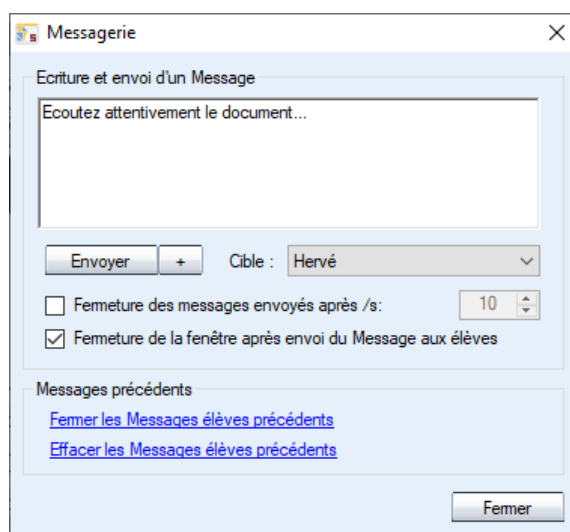 Messagerie
Ecriture et envoi d'un Message
Ecoutez attentivement le document...
Envoyer + Cible : Hervé
Fermeture des messages envoyés après /s: 10
Fermeture de la fenêtre après envoi du Message aux élèves
Messages précédents
Fermer les Messages élèves précédents
Effacer les Messages élèves précédents
Fermer